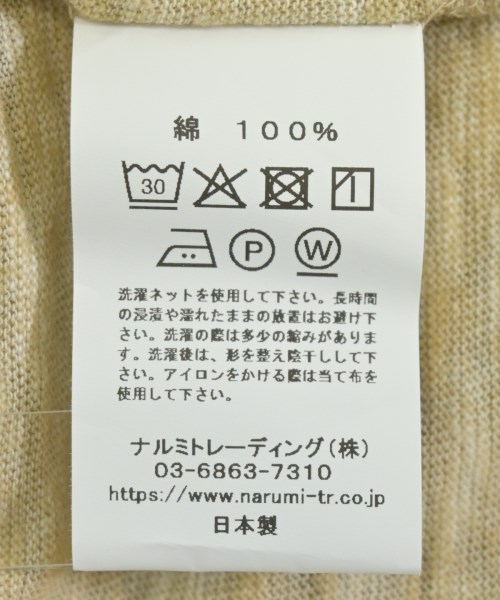 綿 100%
30
P W
洗濯ネットを使用して下さい。長時間
の浸漬や濡れたままの放置はお避け下
さい。洗濯の際は多少の縮みがありま
す。洗濯後は、形を整え陰干しして下
さい。アイロンをかける際は当て布を
使用して下さい。
ナルミトレーディング(株)
03-6863-7310
https://www.narumi-tr.co.jp
日本製